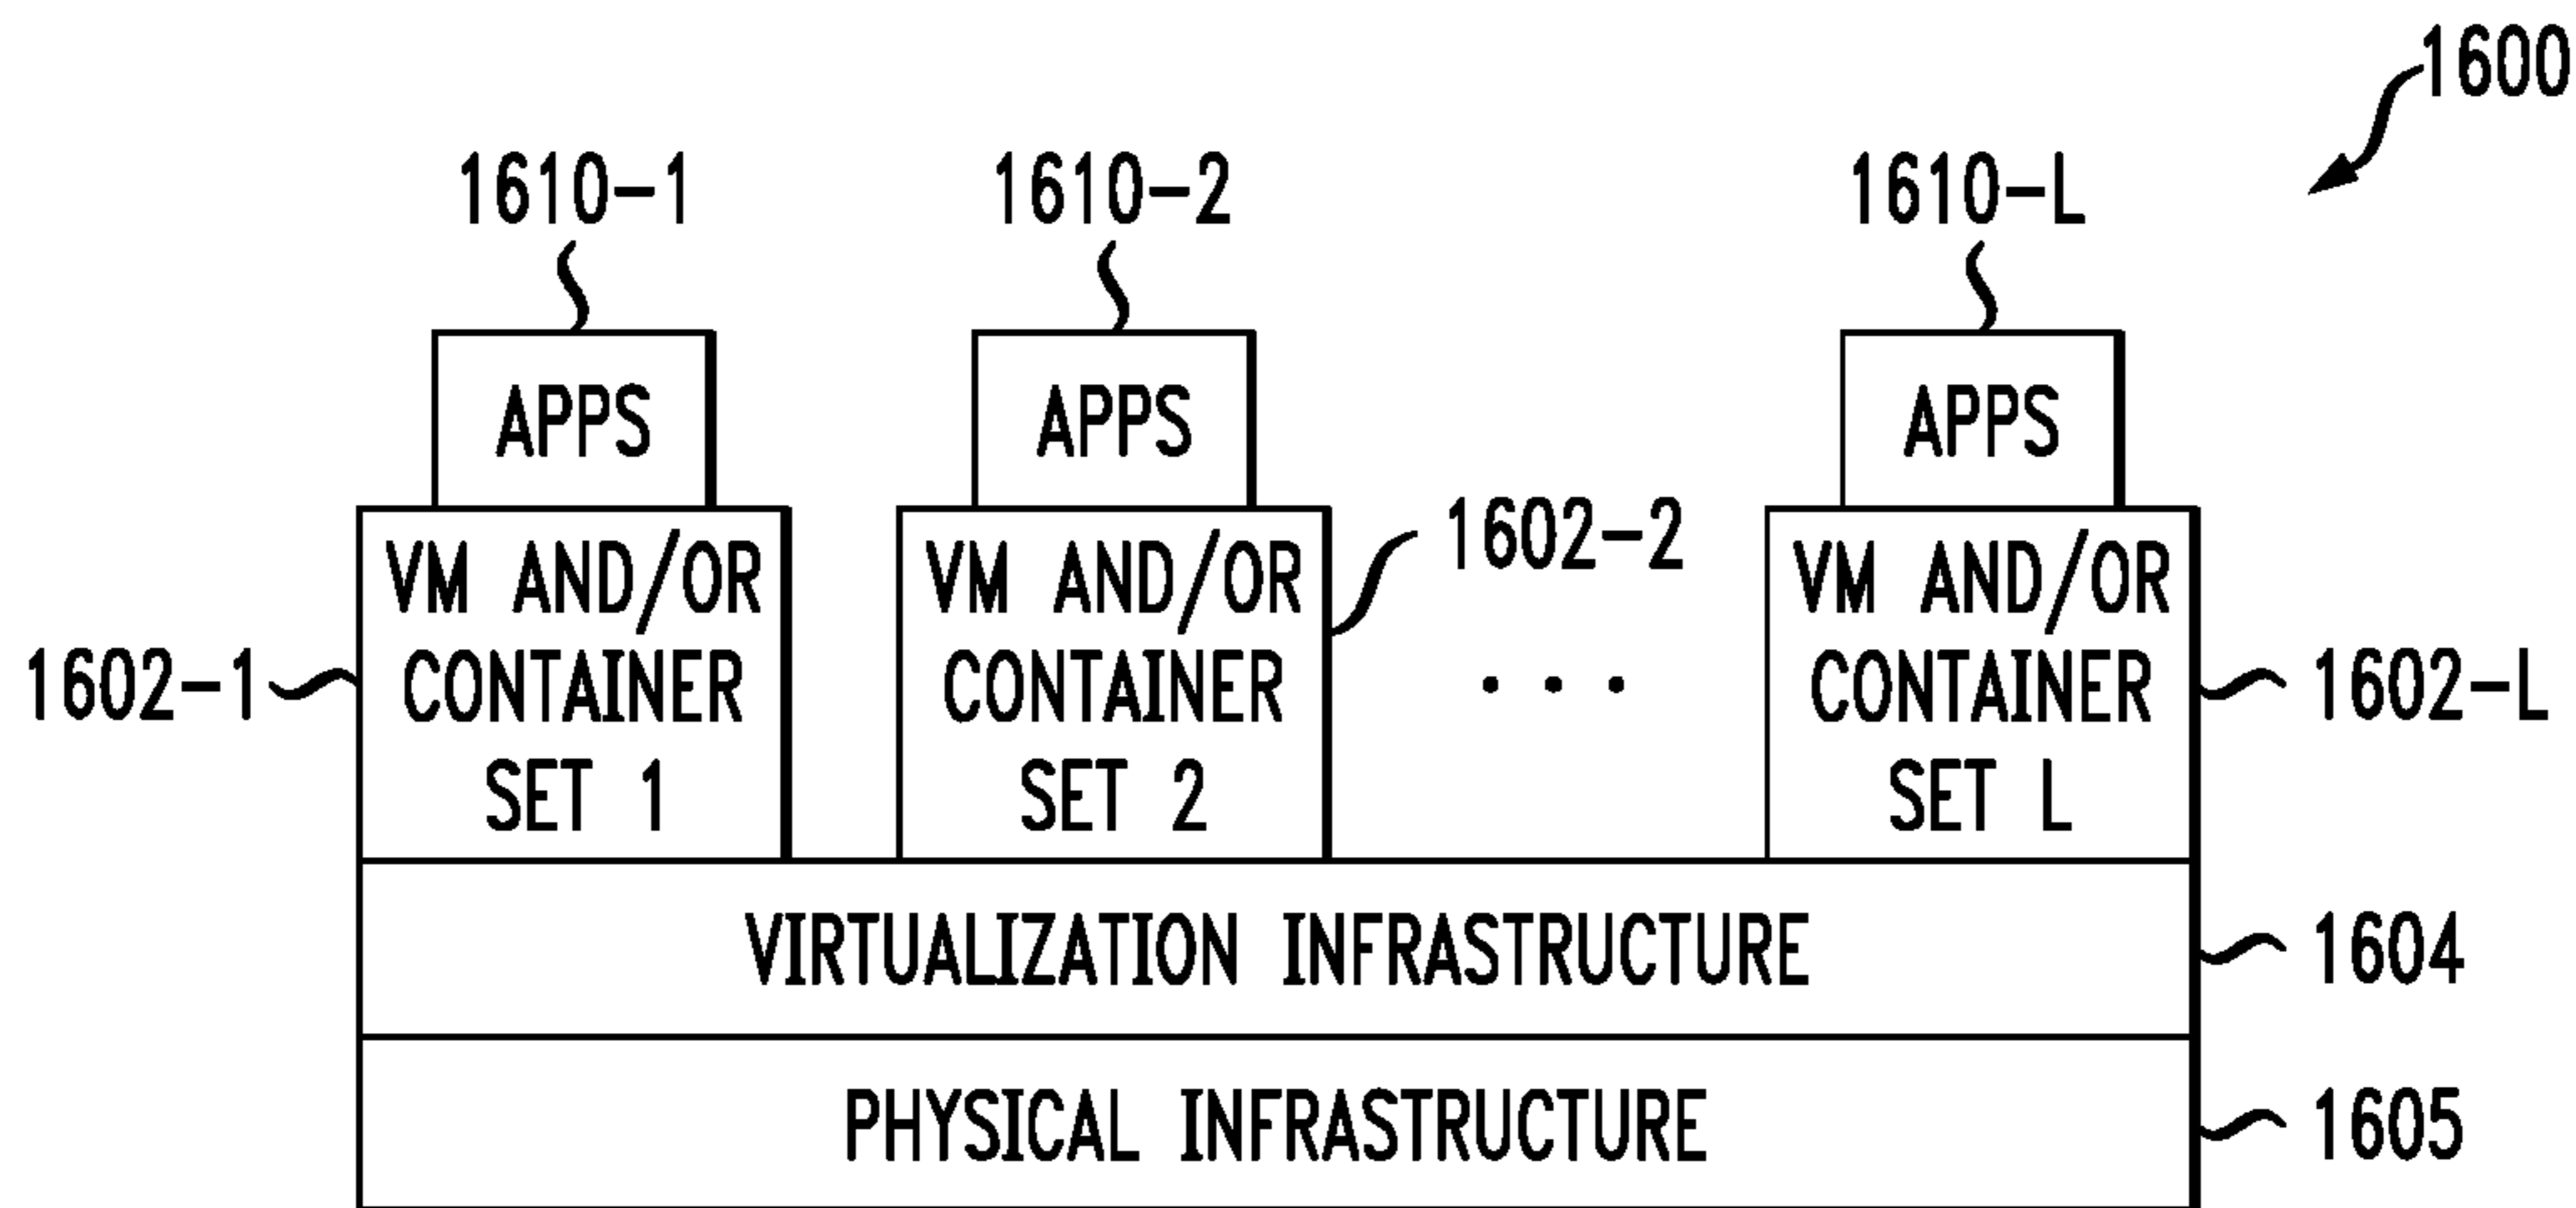 1600
1610-1
1610-2
1610-L
APPS
APPS
APPS
1602-1
VM AND/OR
CONTAINER
SET 1
VM AND/OR
CONTAINER
SET 2
1602-2
. . .
VM AND/OR
CONTAINER
SET L
1602-L
VIRTUALIZATION INFRASTRUCTURE
1604
PHYSICAL INFRASTRUCTURE
1605